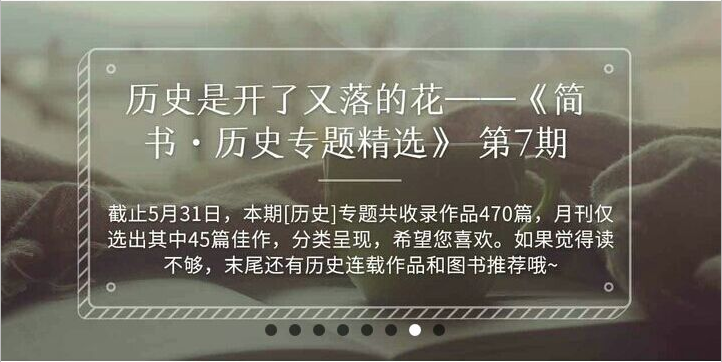 历史是开了又落的花——《简
书·历史专题精选》 第7期
截止5月31日，本期[历史]专题共收录作品470篇，月刊仅
选出其中45篇佳作，分类呈现，希望您喜欢。如果觉得读
不够，末尾还有历史连载作品和图书推荐哦~